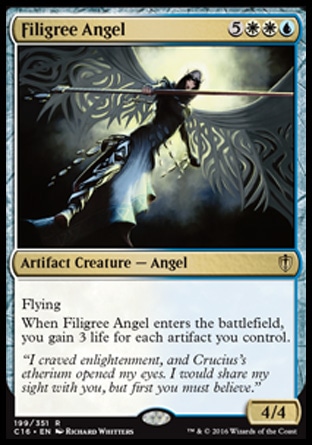 Filigree Angel 5
Artifact Creature — Angel
Flying
When Filigree Angel enters the battlefield,
you gain 3 life for each artifact you control.
“I craved enlightenment, and Crucius’s
etherium opened my eyes. I would share my
sight with you, but first you must believe.”
4/4
199/351 R
C16 • EN RICHARD WHITTERS
™ & © 2016 Wizards of the Coast